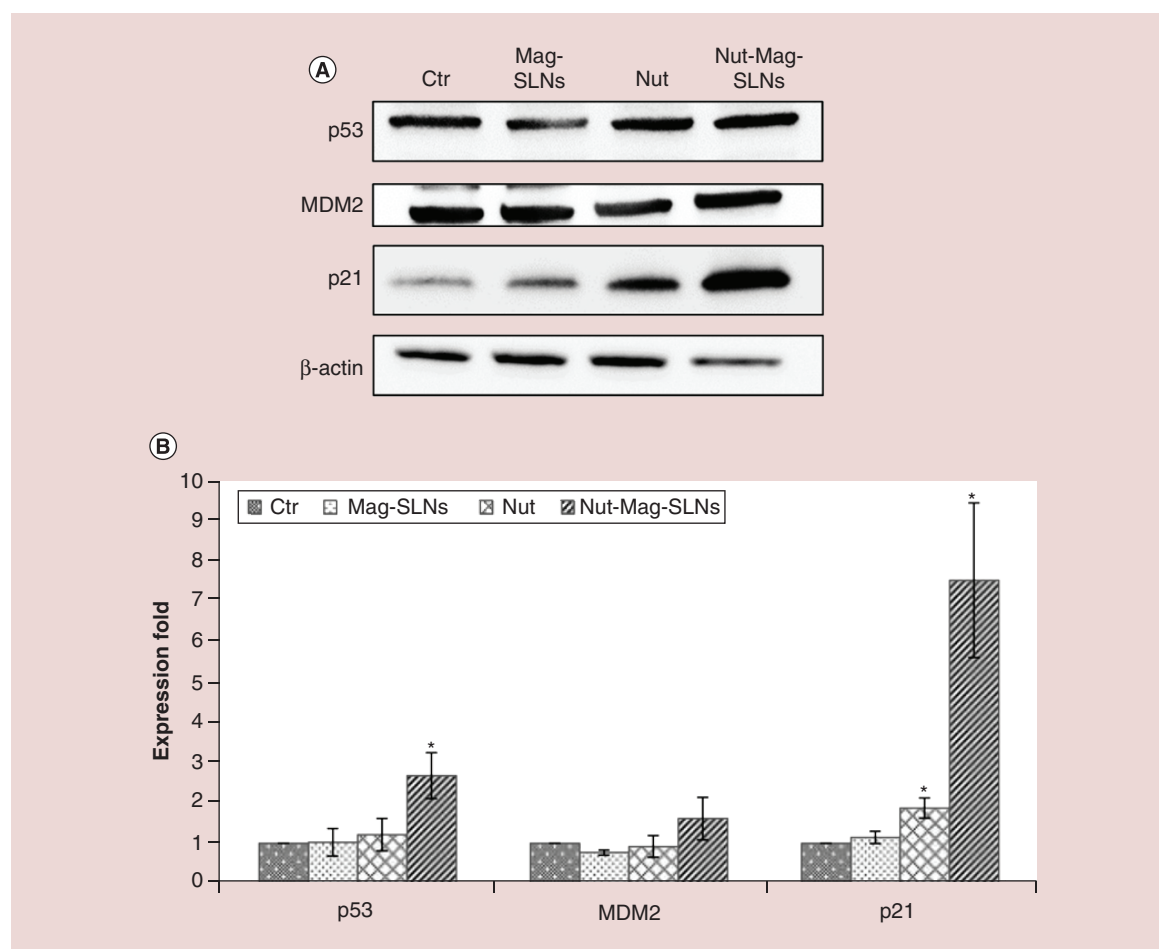 A
Ctr
Mag-
SLNs
Nut
Nut-Mag-
SLNs
p53
MDM2
p21
β-actin
B
10
9
8
7
6
5
4
3
2
1
0
Expression fold
Ctr Mag-SLNs Nut Nut-Mag-SLNs
*
*
*
p53 MDM2 p21